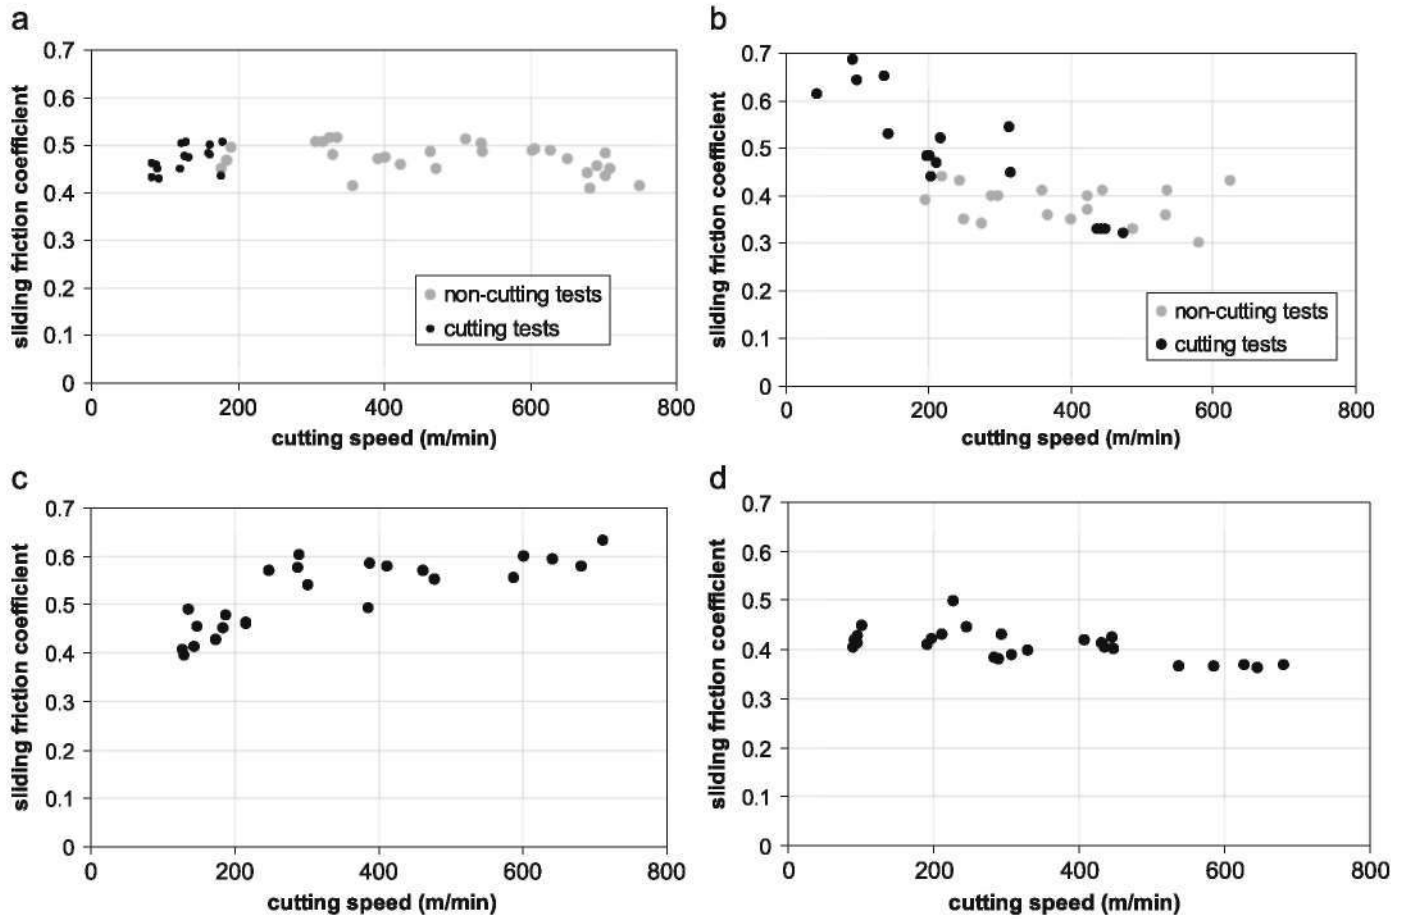 a
sliding friction coefficient
0.7
0.6
0.5
0.4
0.3
0.2
0.1
0
non-cutting tests
cutting tests
0 200 400 600 800
cutting speed (m/min)
b
sliding friction coefficient
0.7
0.6
0.5
0.4
0.3
0.2
0.1
0
non-cutting tests
cutting tests
0 200 400 600 800
cutting speed (m/min)
c
sliding friction coefficient
0.7
0.6
0.5
0.4
0.3
0.2
0.1
0
0 200 400 600 800
cutting speed (m/min)
d
sliding friction coefficient
0.7
0.6
0.5
0.4
0.3
0.2
0.1
0
0 200 400 600 800
cutting speed (m/min)